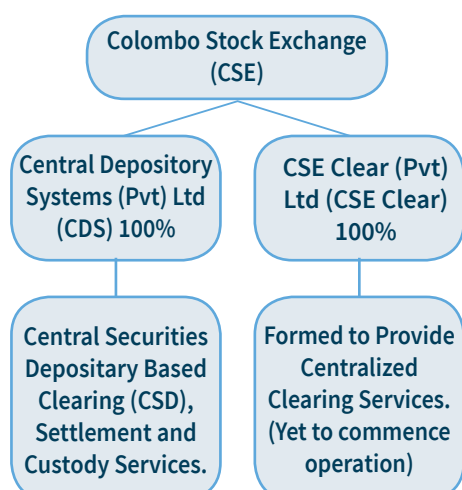 Colombo Stock Exchange
(CSE)
Central Depository
Systems (Pvt) Ltd
(CDS) 100%
CSE Clear (Pvt)
Ltd (CSE Clear)
100%
Central Securities
Depositary Based
Clearing (CSD),
Settlement and
Custody Services.
Formed to Provide
Centralized
Clearing Services.
(Yet to commence
operation)